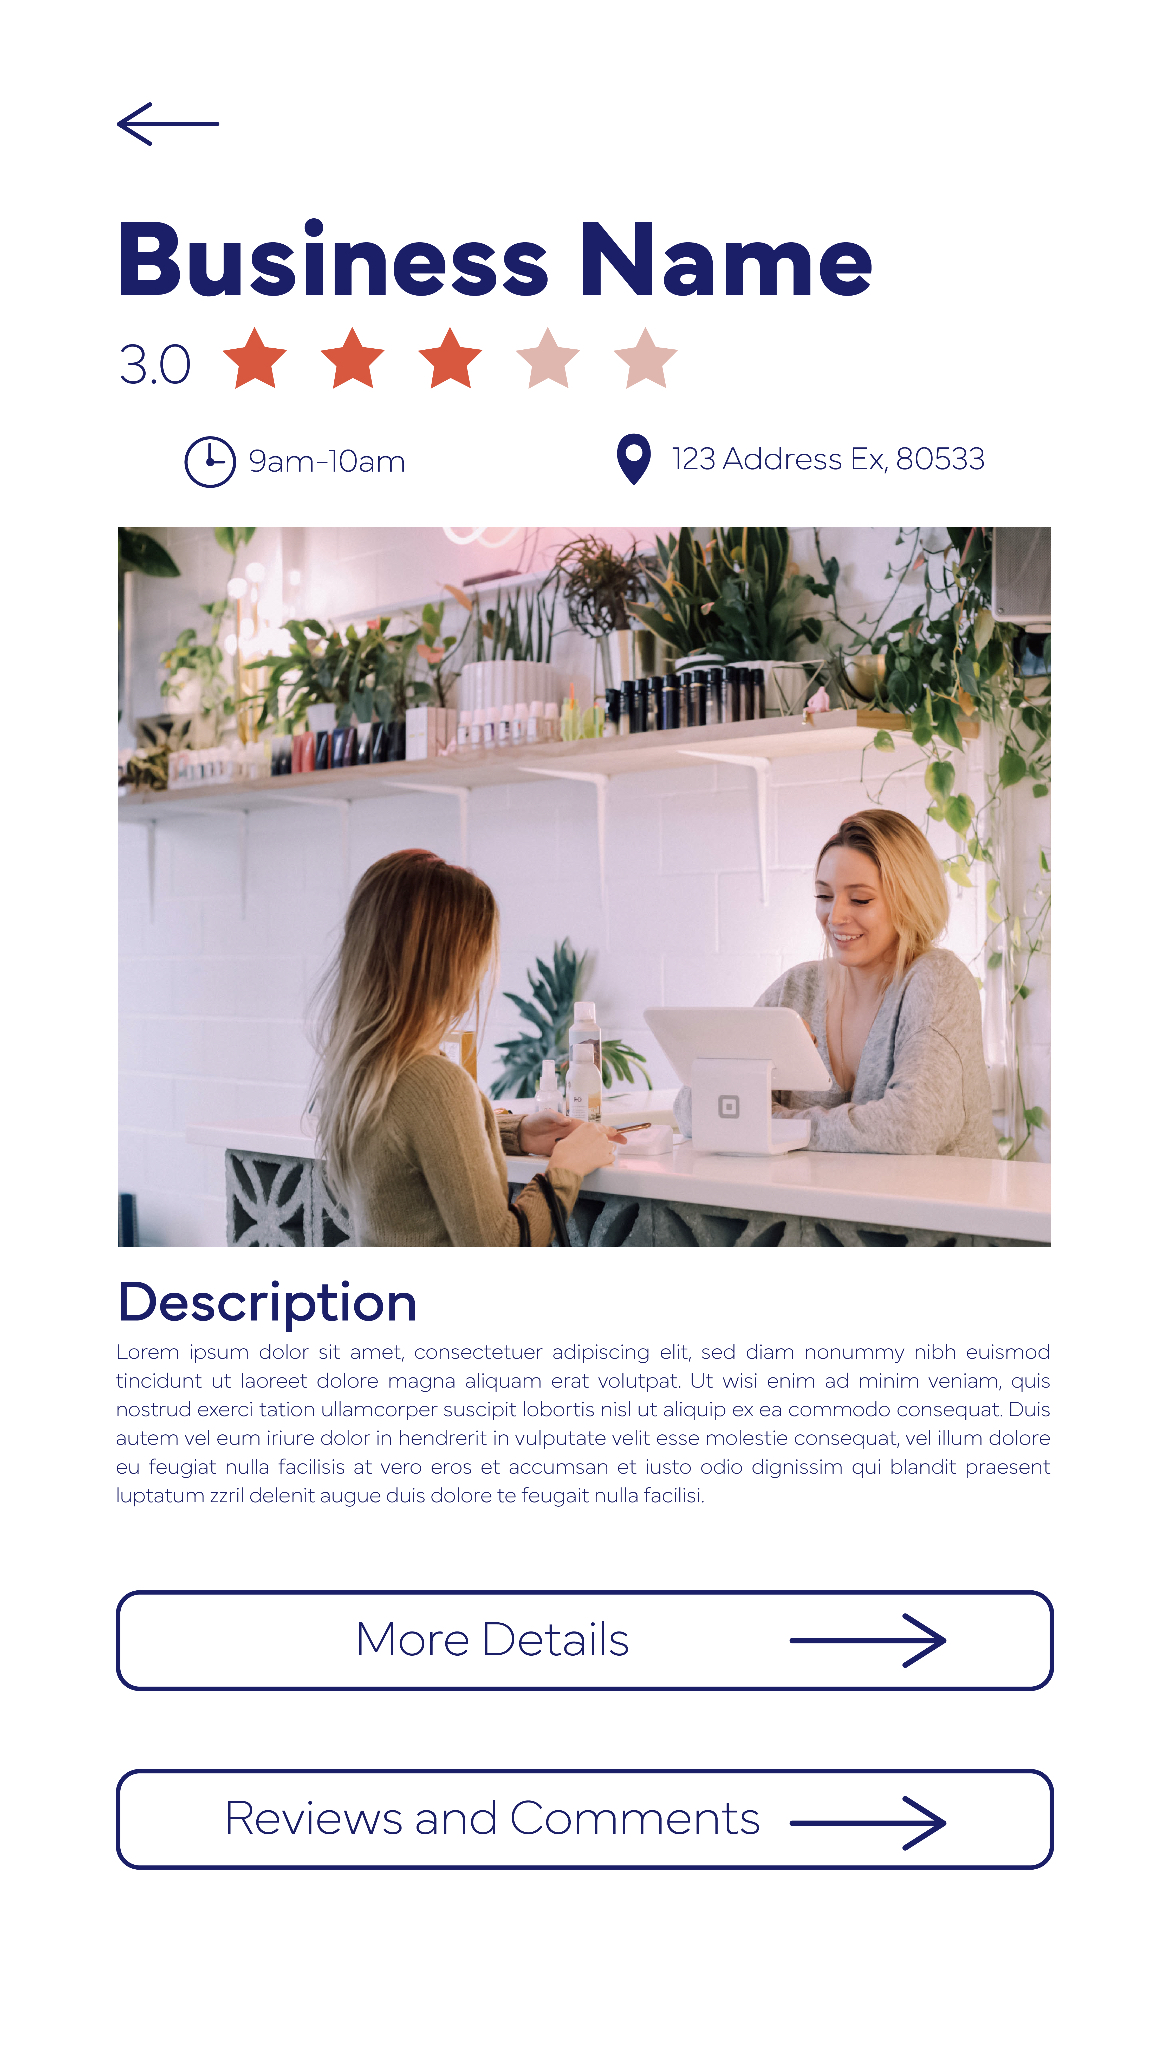 Business Name
3.0
9am-10am
123 Address Ex, 80533
Description
Lorem ipsum dolor sit amet, consectetuer adipiscing elit, sed diam nonummy nibh euismod
tincidunt ut laoreet dolore magna aliquam erat volutpat. Ut wisi enim ad minim veniam, quis
nostrud exerci tation ullamcorper suscipit lobortis nisl ut aliquip ex ea commodo consequat. Duis
autem vel eum iriure dolor in hendrerit in vulputate velit esse molestie consequat, vel illum dolore
eu feugiat nulla facilisis at vero eros et accumsan et iusto odio dignissim qui blandit praesent
luptatum zzril delenit augue duis dolore te feugait nulla facilisi.
More Details
Reviews and Comments